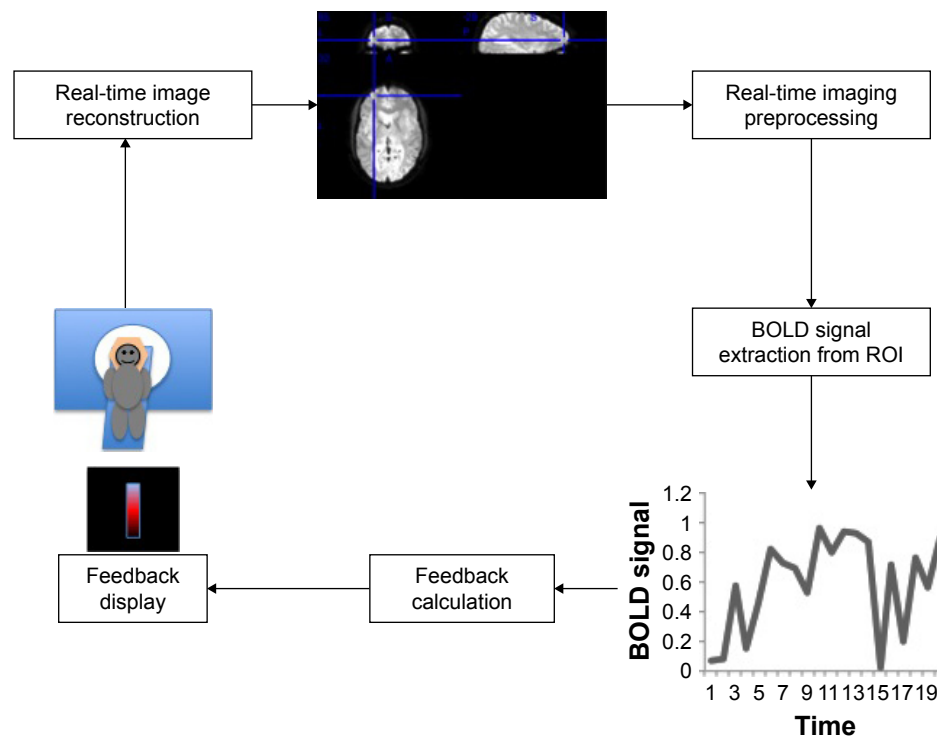 Real-time image
reconstruction
Real-time imaging
preprocessing
BOLD signal
extraction from ROI
BOLD signal
1.2
1
0.8
0.6
0.4
0.2
0
1 3 5 7 9 11 13 15 17 19
Time
Feedback
calculation
Feedback
display